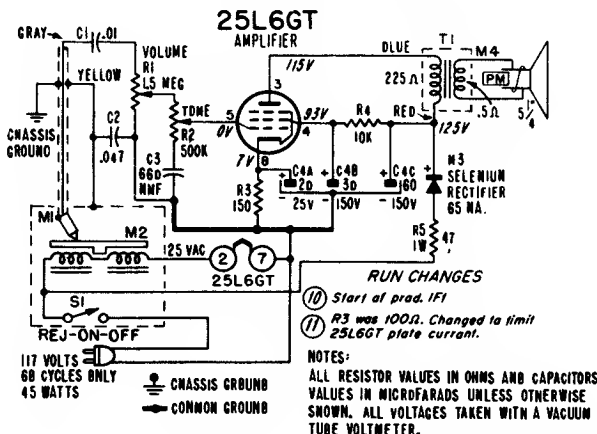 25L6GT
AMPLIFIER
GRAY
C1 .01
VOLUME
R1
1.5 MEG
YELLOW
TONE
R2
500K
CHASSIS
GROUND
C2
.047
C3
660
MMF
3
5
4
8
115V
0V
93V
7V
R3
150
R4
10K
C4A
20
25V
C4B
30
150V
C4C
60
150V
BLUE
T1
225Ω
RED
125V
M4
PM
.5Ω
5 1/4"
M3
SELENIUM
RECTIFIER
65 MA.
R5
1W
47
M1
M2
25 VAC
2
7
25L6GT
S1
REJ-ON-OFF
117 VOLTS
60 CYCLES ONLY
45 WATTS
CHASSIS GROUND
COMMON GROUND
RUN CHANGES
10 Start of prod. 1F1
11 R3 was 100Ω. Changed to limit
25L6GT plate currant.
NOTES:
ALL RESISTOR VALUES IN OHMS AND CAPACITORS
VALUES IN MICROFARADS UNLESS OTHERWISE
SHOWN. ALL VOLTAGES TAKEN WITH A VACUUM
TUBE VOLTMETER.